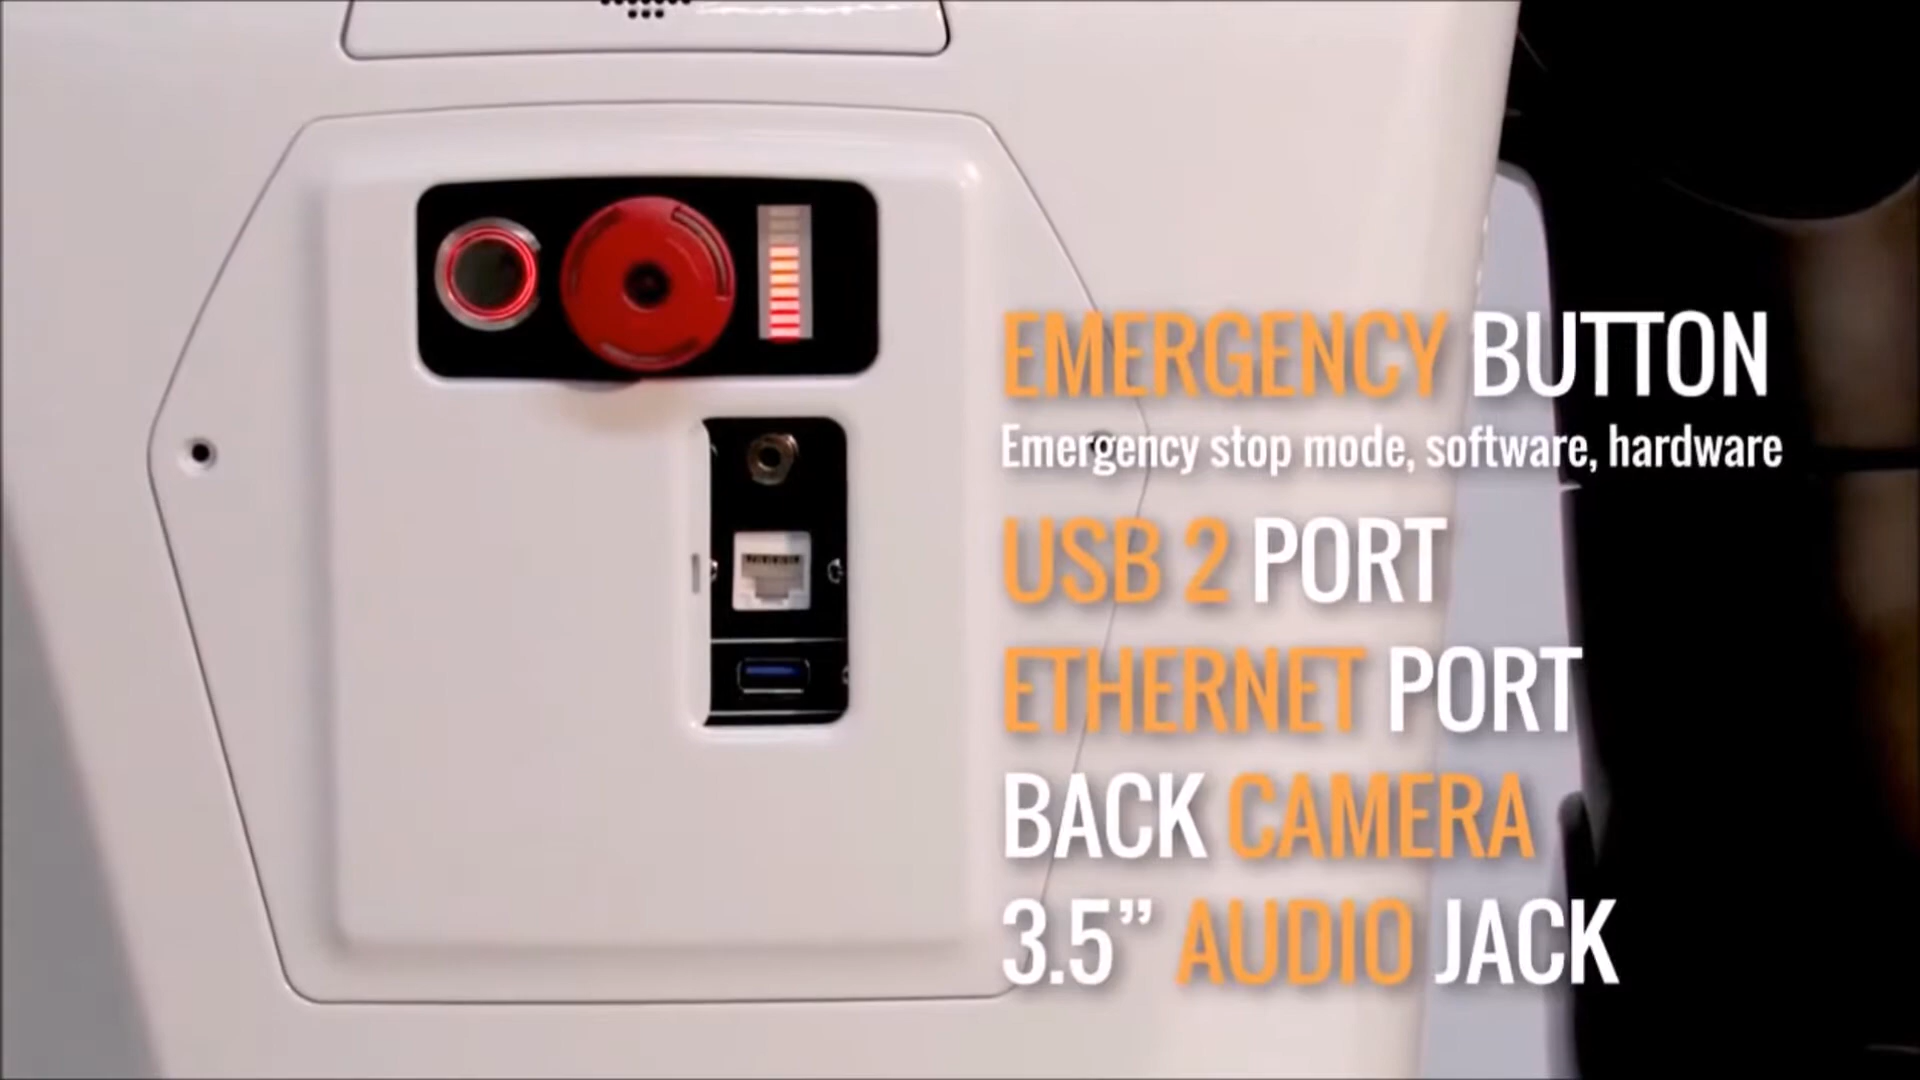 EMERGENCY BUTTON
Emergency stop mode, software, hardware
USB 2 PORT
ETHERNET PORT
BACK CAMERA
3.5” AUDIO JACK